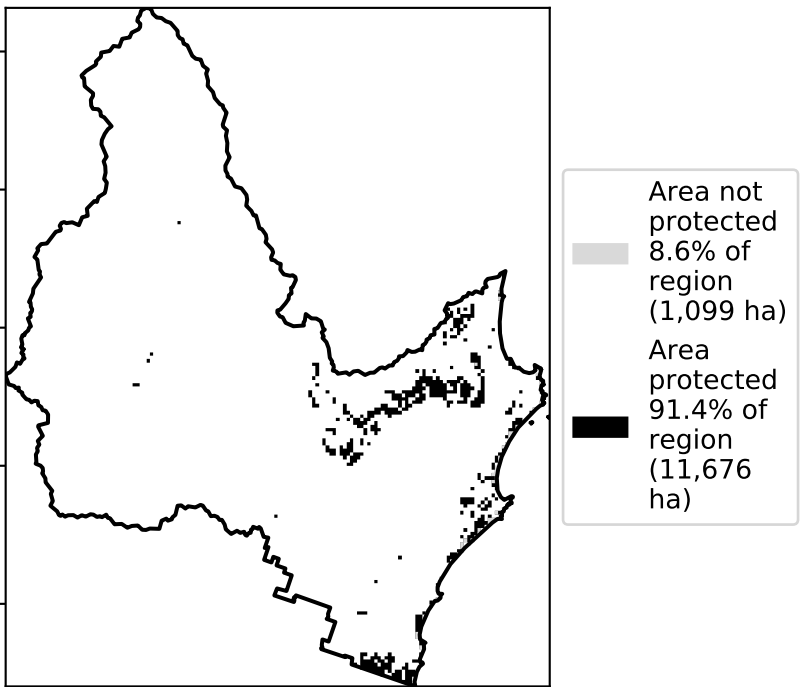 Area not
protected
8.6% of
region
(1,099 ha)
Area
protected
91.4% of
region
(11,676
ha)